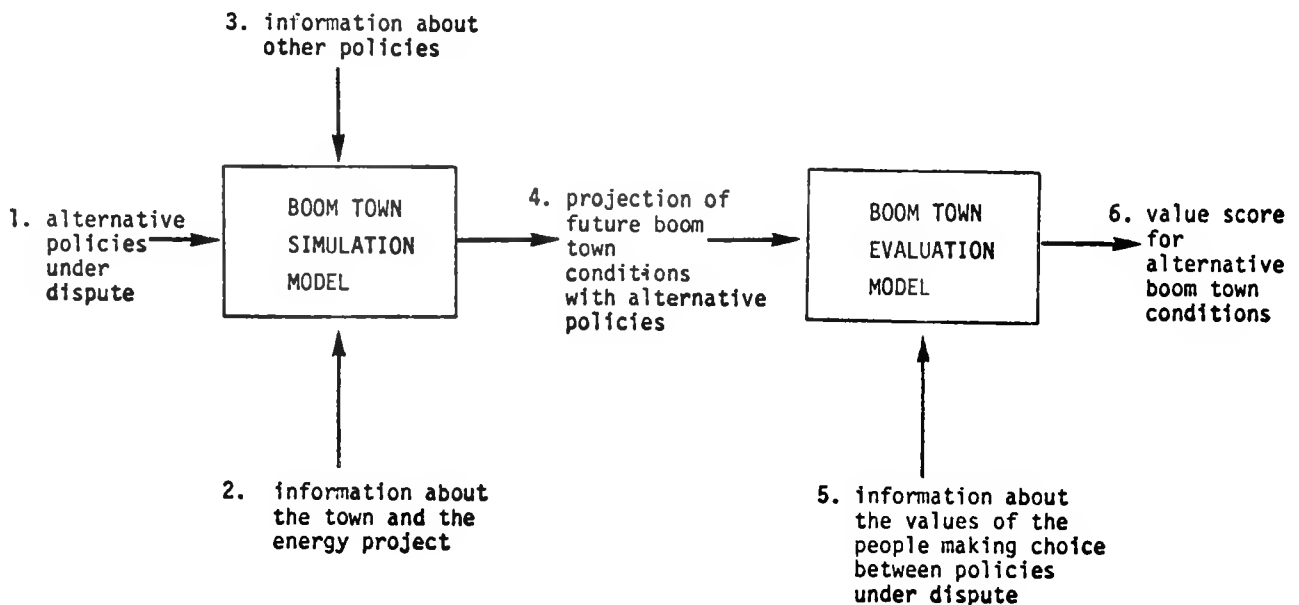 3. information about
other policies
1. alternative
policies
under
dispute
BOOM TOWN
SIMULATION
MODEL
4. projection of
future boom
town
conditions
with alternative
policies
BOOM TOWN
EVALUATION
MODEL
6. value score
for
alternative
boom town
conditions
2. information about
the town and the
energy project
5. information about
the values of the
people making choice
between policies
under dispute